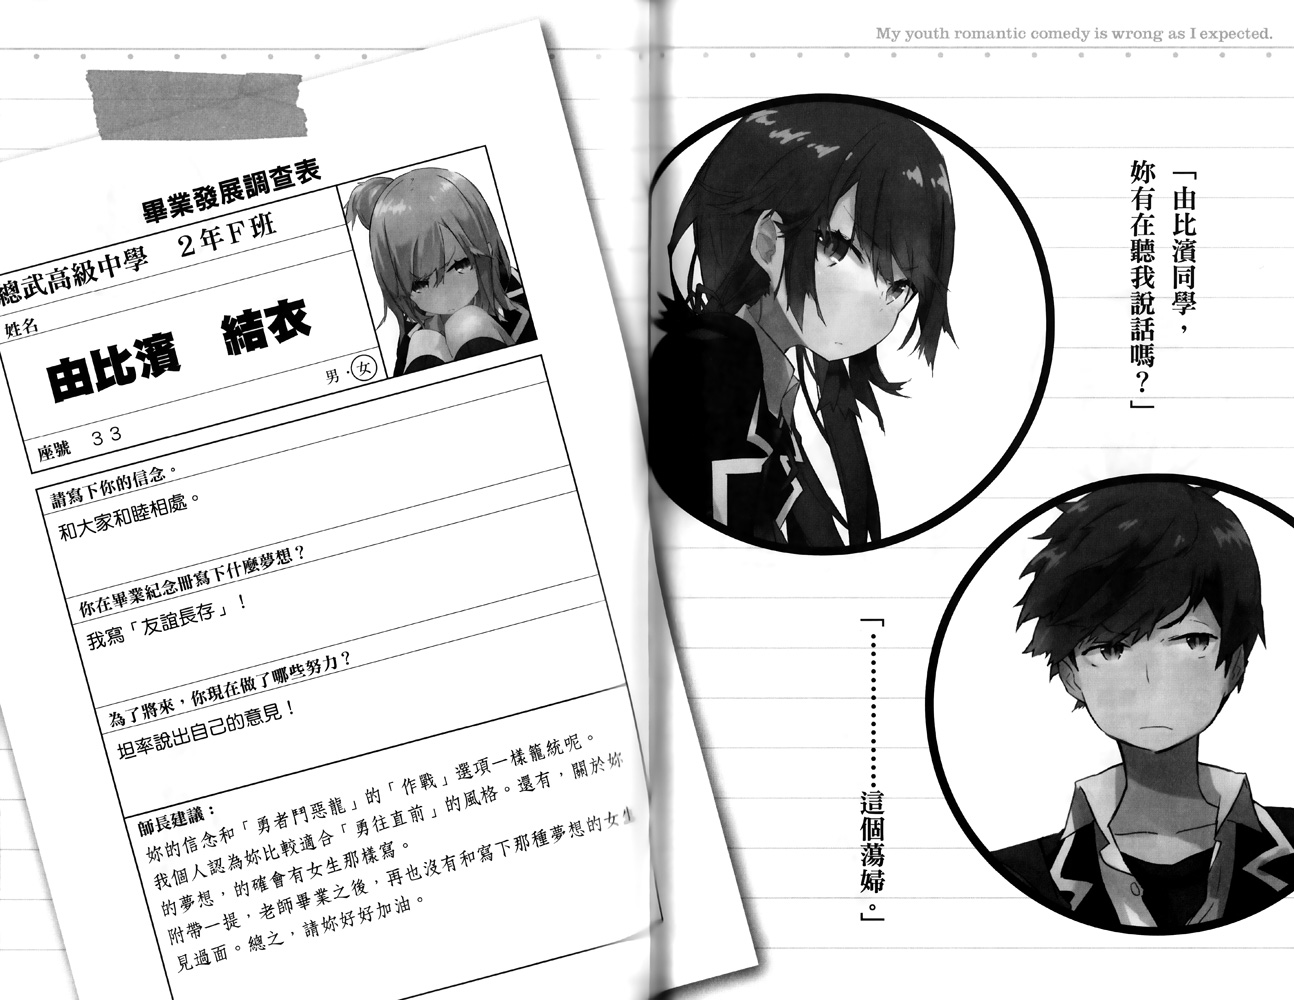 My youth romantic comedy is wrong as I expected.
「由比濱同學，
妳有在聽我說話嗎？」
「⋯⋯⋯⋯⋯這個蕩婦。」
畢業發展調查表
總武高級中學　２年Ｆ班
姓名
由比濱　結衣
男・女
座號　３３
請寫下你的信念。
和大家和睦相處。
你在畢業紀念冊寫下什麼夢想？
我寫「友誼長存」！
為了將來，你現在做了哪些努力？
坦率說出自己的意見！
師長建議：
妳的信念和「勇者鬥惡龍」的「作戰」選項一樣籠統呢。
我個人認為妳比較適合「勇往直前」的風格。還有，關於妳
的夢想，的確會有女生那樣寫。
附帶一提，老師畢業之後，再也沒有和寫下那種夢想的女生
見過面。總之，請妳好好加油。